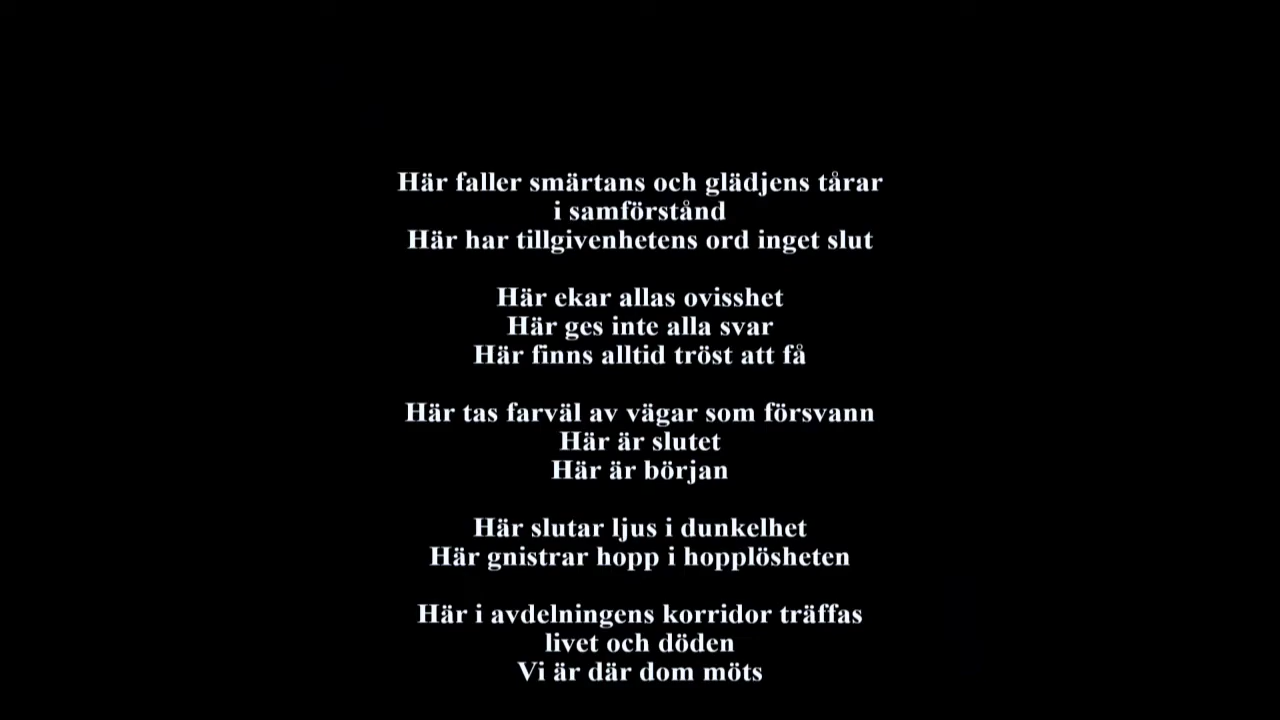 Här faller smärtans och glädjens tårar
i samförstånd
Här har tillgivenhetens ord inget slut
Här ekar allas ovisshet
Här ges inte alla svar
Här finns alltid tröst att få
Här tas farväl av vägar som försvann
Här är slutet
Här är början
Här slutar ljus i dunkelhet
Här gnistrar hopp i hopplösheten
Här i avdelningens korridor träffas
livet och döden
Vi är där dom möts